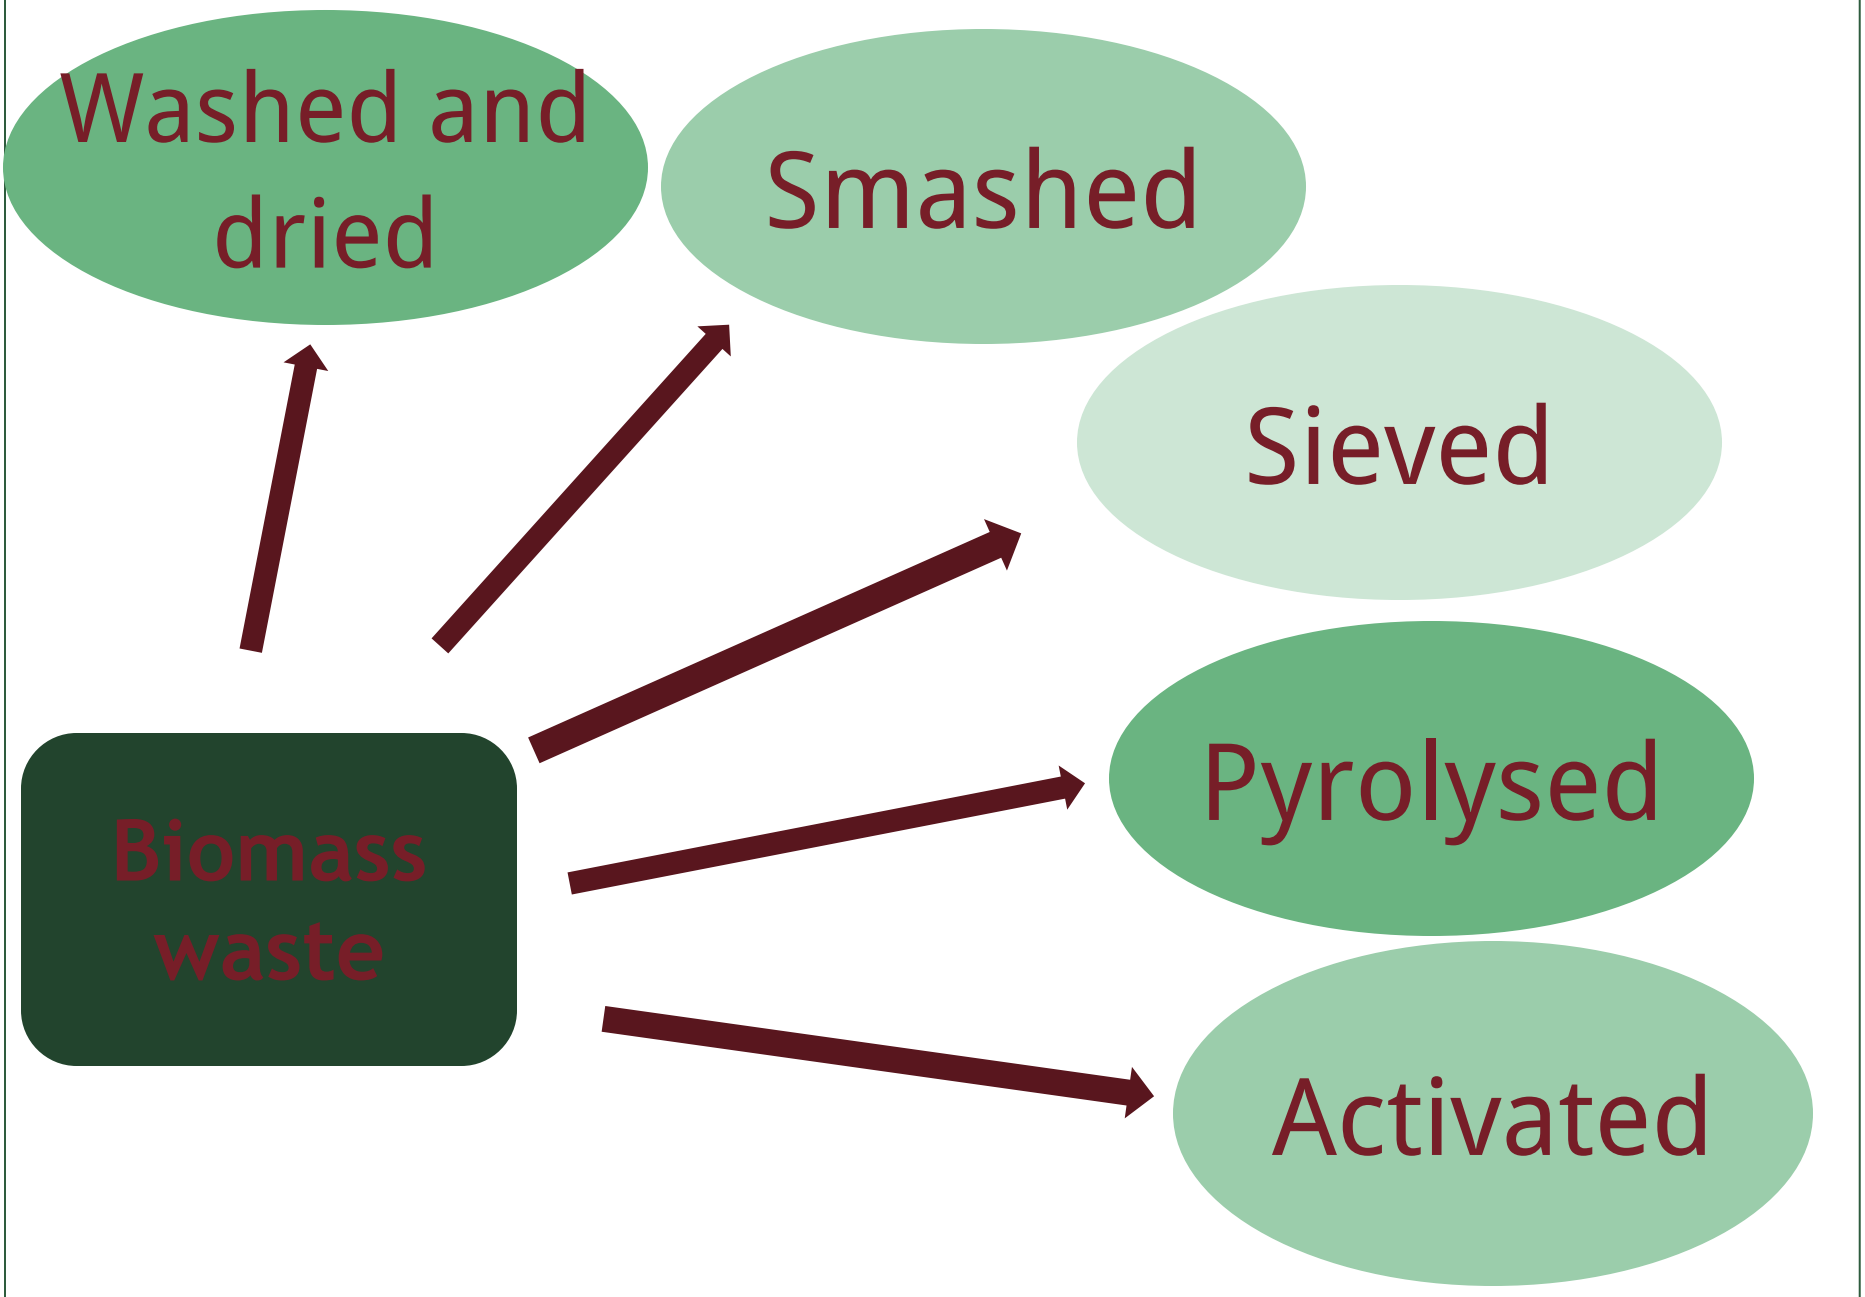 Washed and
dried
Smashed
Sieved
Pyrolysed
Biomass
waste
Activated